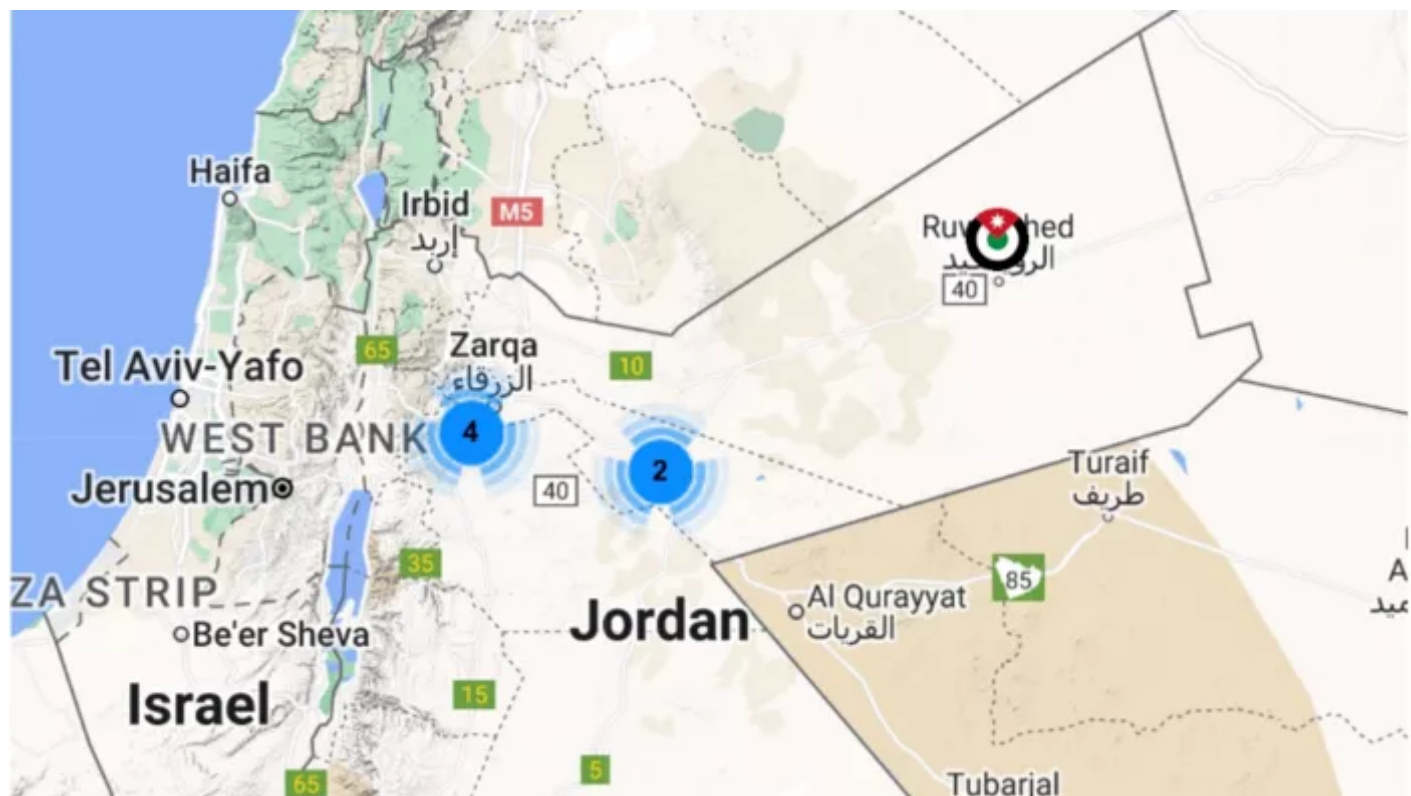 Haifa
Irbid
إربد
M5
40
65
Zarqa
الزرقاء
10
Tel Aviv-Yafo
4
WEST BANK
2
Jerusalem
40
Turaif
طريف
35
85
ZA STRIP
Al Qurayyat
القريات
Jordan
Be'er Sheva
15
Israel
5
65
Tubarjal